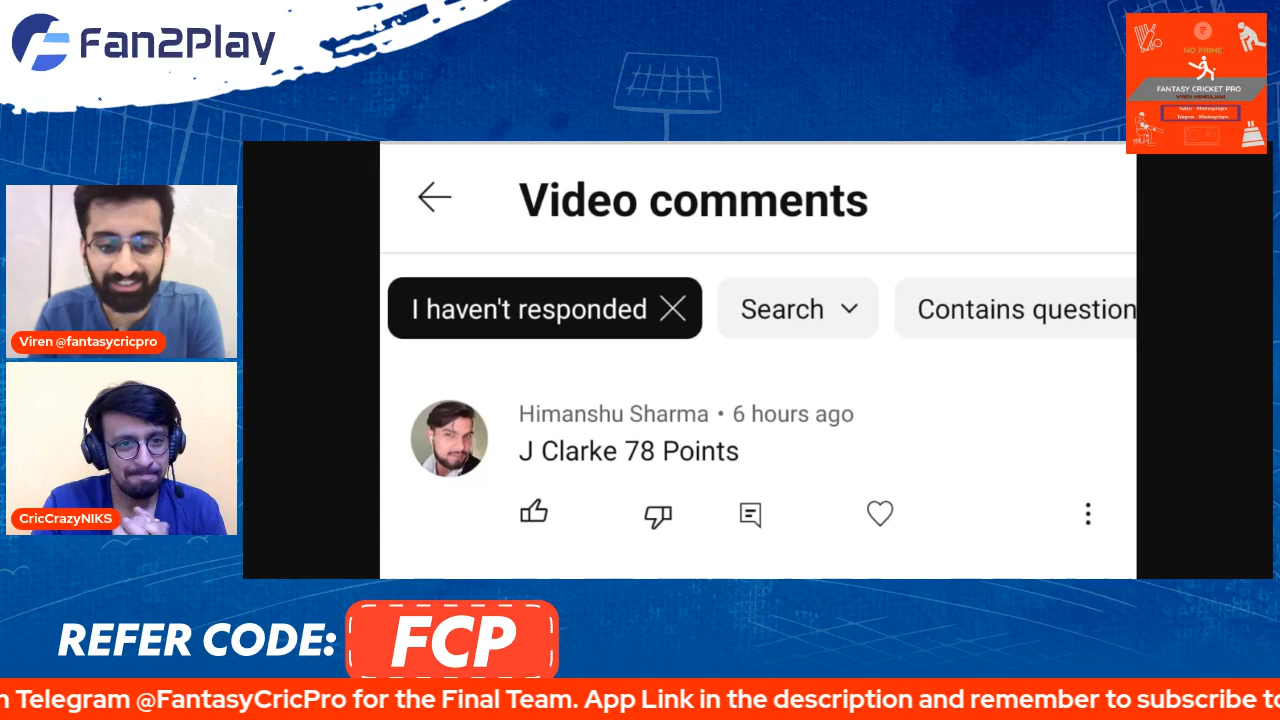 Fan2Play
NO PRIME
FANTASY CRICKET PRO
VIREN HEMRAJANI
Video comments
I haven't responded
Search
Contains question
Viren @fantasycricpro
Himanshu Sharma • 6 hours ago
J Clarke 78 Points
CricCrazyNIKS
REFER CODE: FCP
n Telegram @FantasyCricPro for the Final Team. App Link in the description and remember to subscribe to